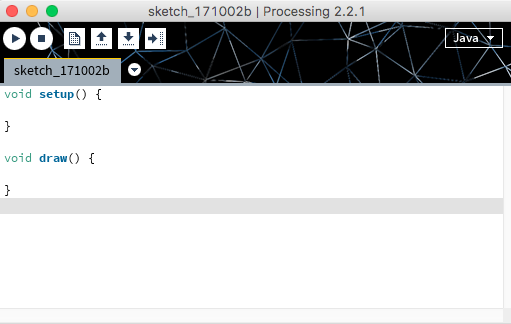 sketch_171002b | Processing 2.2.1
Java
sketch_171002b
void setup() {
}
void draw() {
}